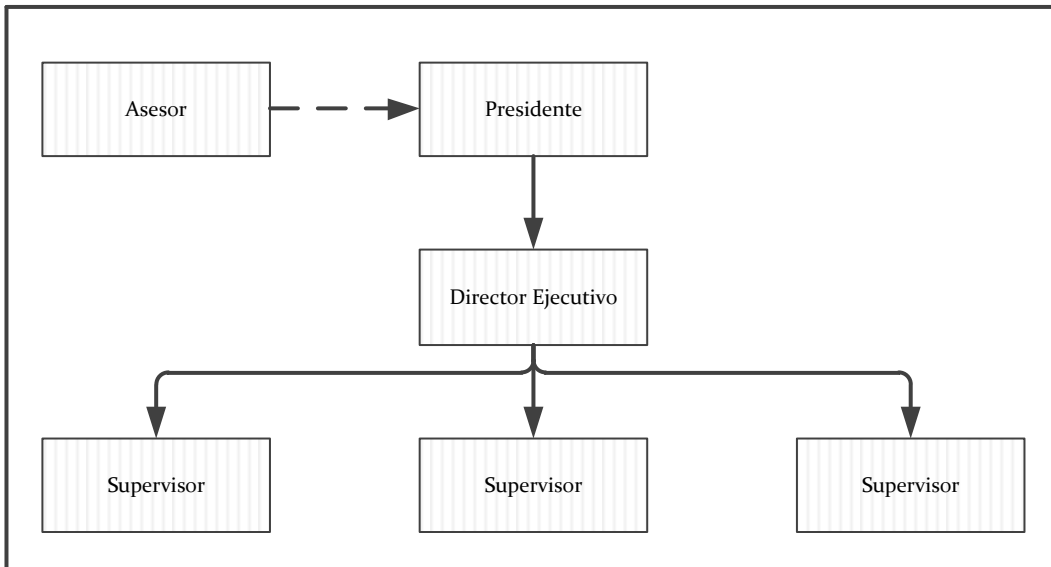 Asesor
Presidente
Director Ejecutivo
Supervisor
Supervisor
Supervisor